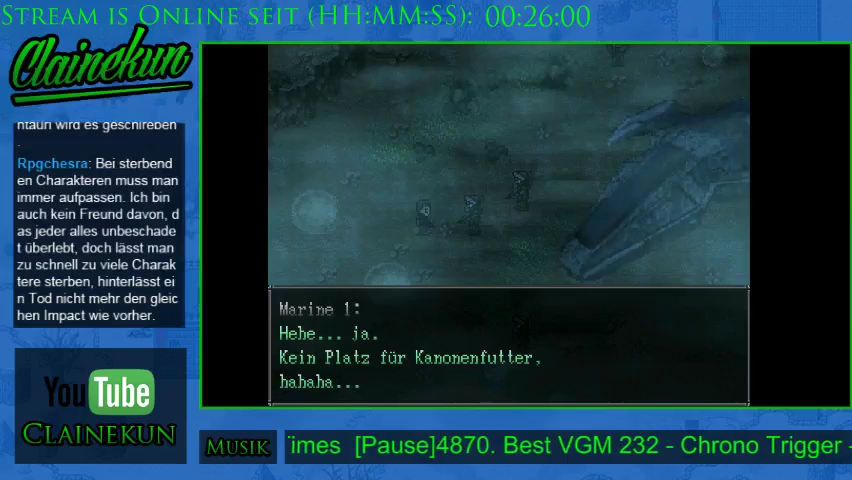 STREAM IS ONLINE SEIT (HH:MM:SS): 00:26:00
Clainekun
ntauri wird es geschireben
.
Rpgchesra: Bei sterbend
en Charakteren muss man
immer aufpassen. Ich bin
auch kein Freund davon, d
as jeder alles unbeschade
t überlebt, doch lässt man
zu schnell zu viele Charak
tere sterben, hinterlässt ei
n Tod nicht mehr den gleic
hen Impact wie vorher.
Marine 1:
Hehe... ja.
Kein Platz für Kanonenfutter,
hahaha...
YouTube
CLAINEKUN
MUSIK
Times [Pause]4870. Best VGM 232 - Chrono Trigger -